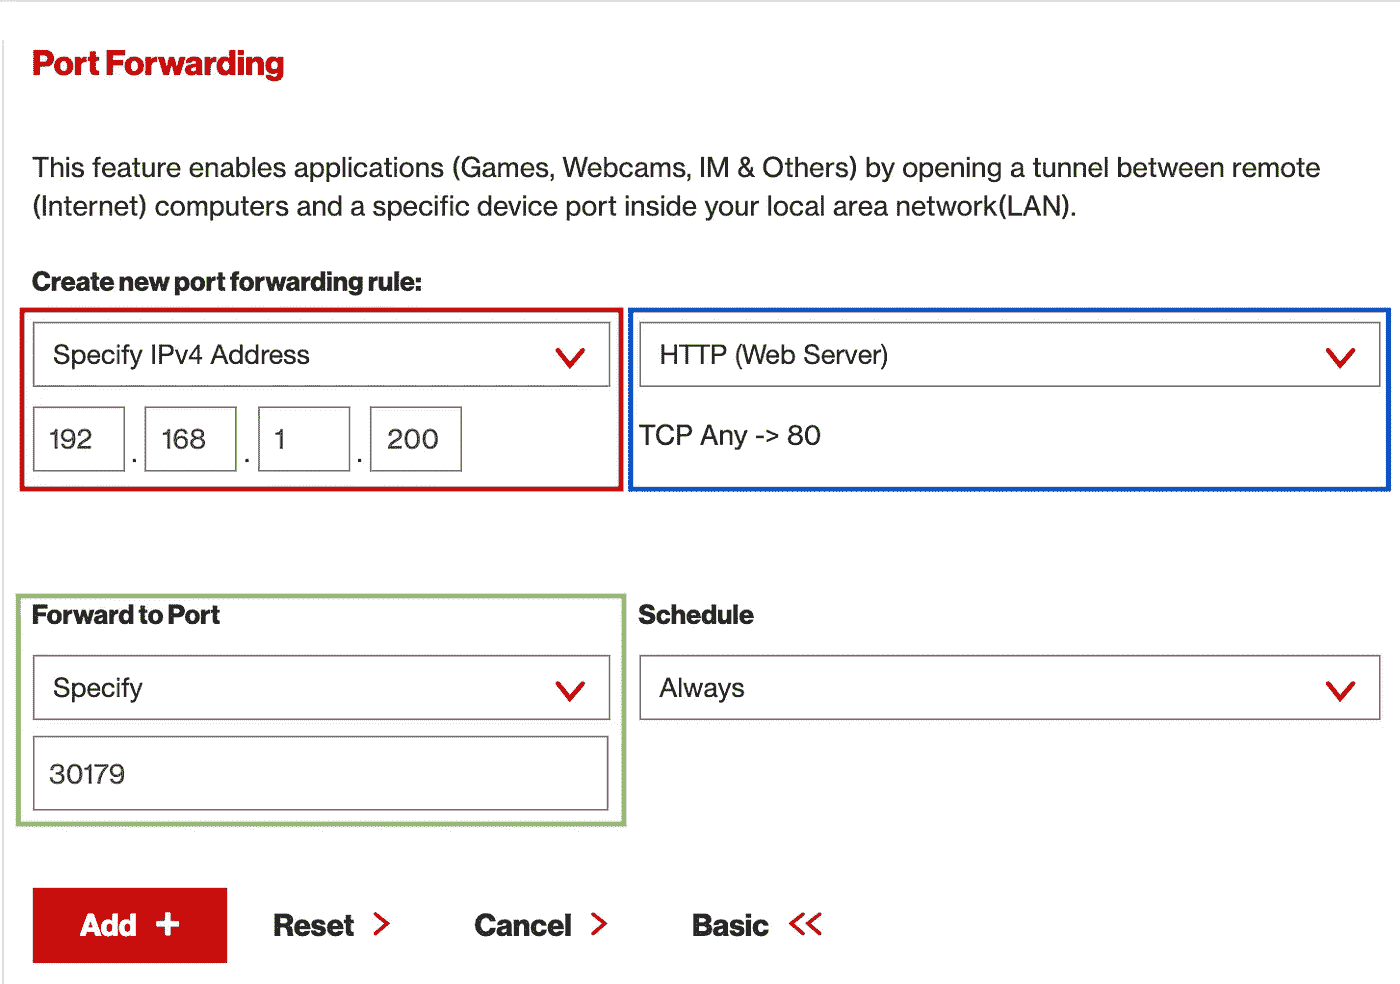 Port Forwarding
This feature enables applications (Games, Webcams, IM & Others) by opening a tunnel between remote
(Internet) computers and a specific device port inside your local area network(LAN).
Create new port forwarding rule:
Specify IPv4 Address
HTTP (Web Server)
192 . 168 . 1 . 200
TCP Any -> 80
Forward to Port
Schedule
Specify
Always
30179
Add +
Reset >
Cancel >
Basic <<